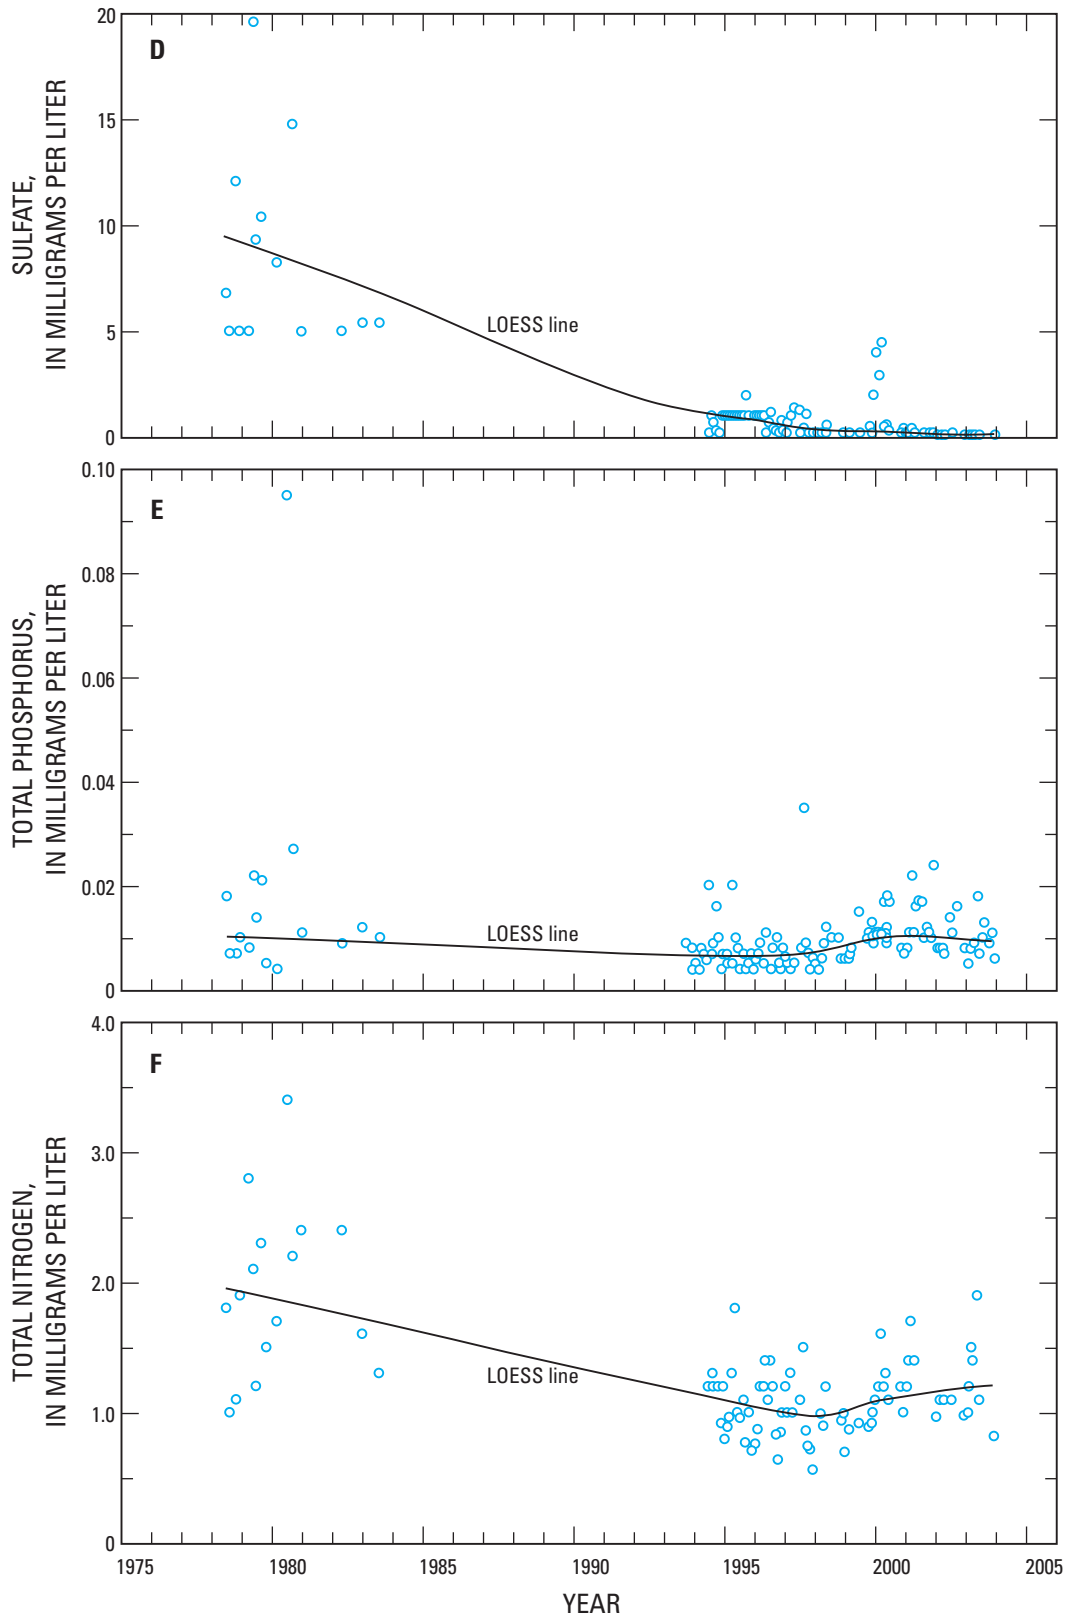 D
SULFATE,
IN MILLIGRAMS PER LITER
20
15
10
5
0
LOESS line
E
TOTAL PHOSPHORUS,
IN MILLIGRAMS PER LITER
0.10
0.08
0.06
0.04
0.02
0
LOESS line
F
TOTAL NITROGEN,
IN MILLIGRAMS PER LITER
4.0
3.0
2.0
1.0
0
LOESS line
1975 1980 1985 1990 1995 2000 2005
YEAR